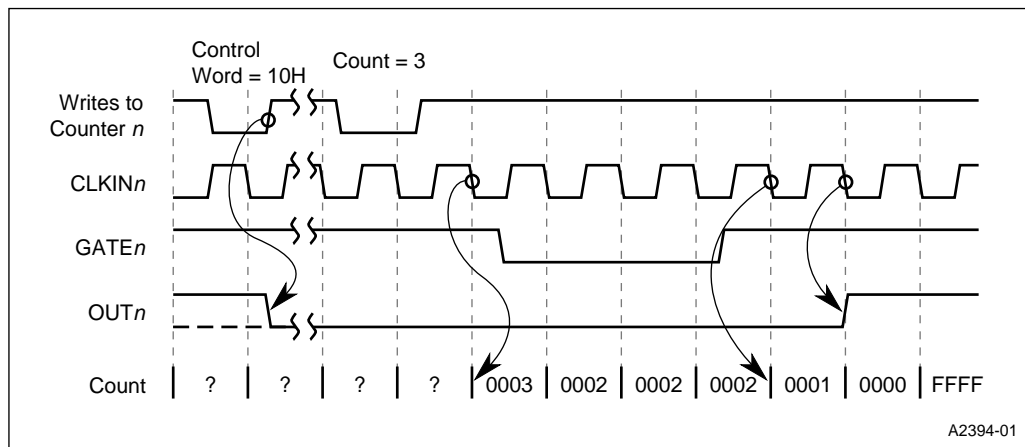 Control
Word = 10H
Count = 3
Writes to
Counter n
CLKINn
GATEn
OUTn
Count ? ? ? ? 0003 0002 0002 0002 0001 0000 FFFF
A2394-01